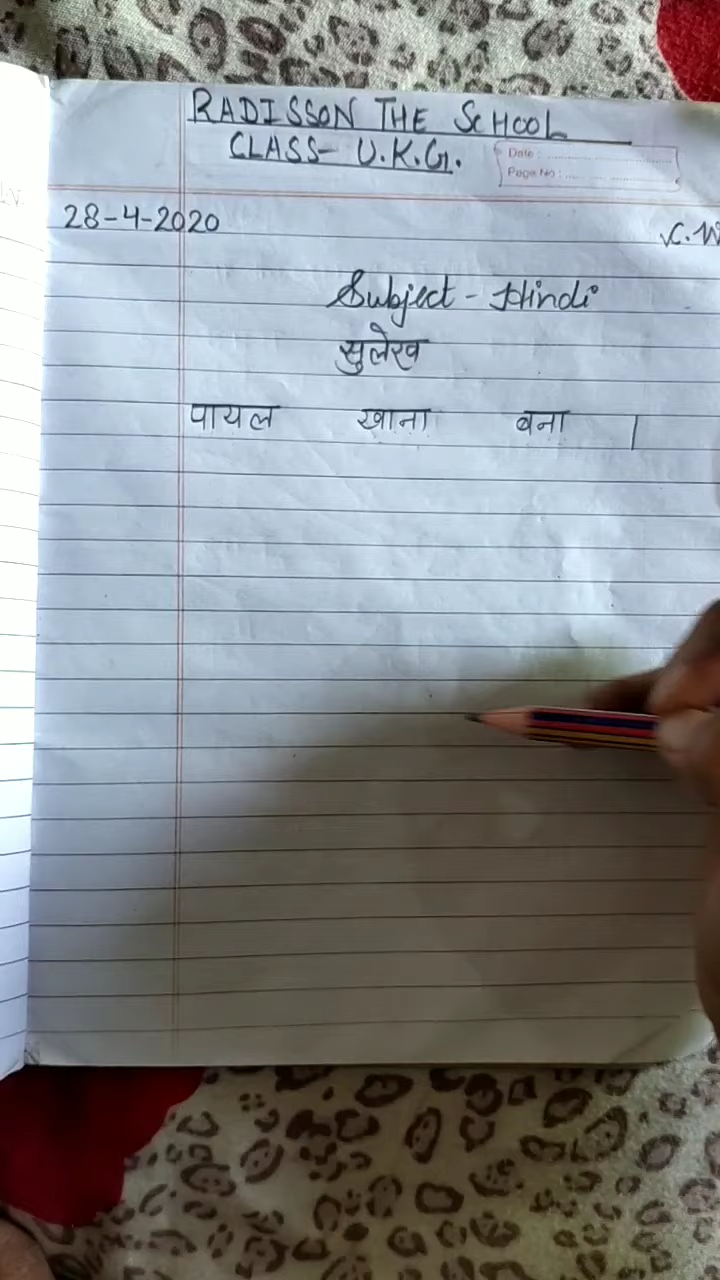 RADISSON THE SCHOOL
CLASS- U.K.G.
Date :
Page No :
28-4-2020
C.W
Subject - Hindi
सुलेख
पायल खाना बना ।